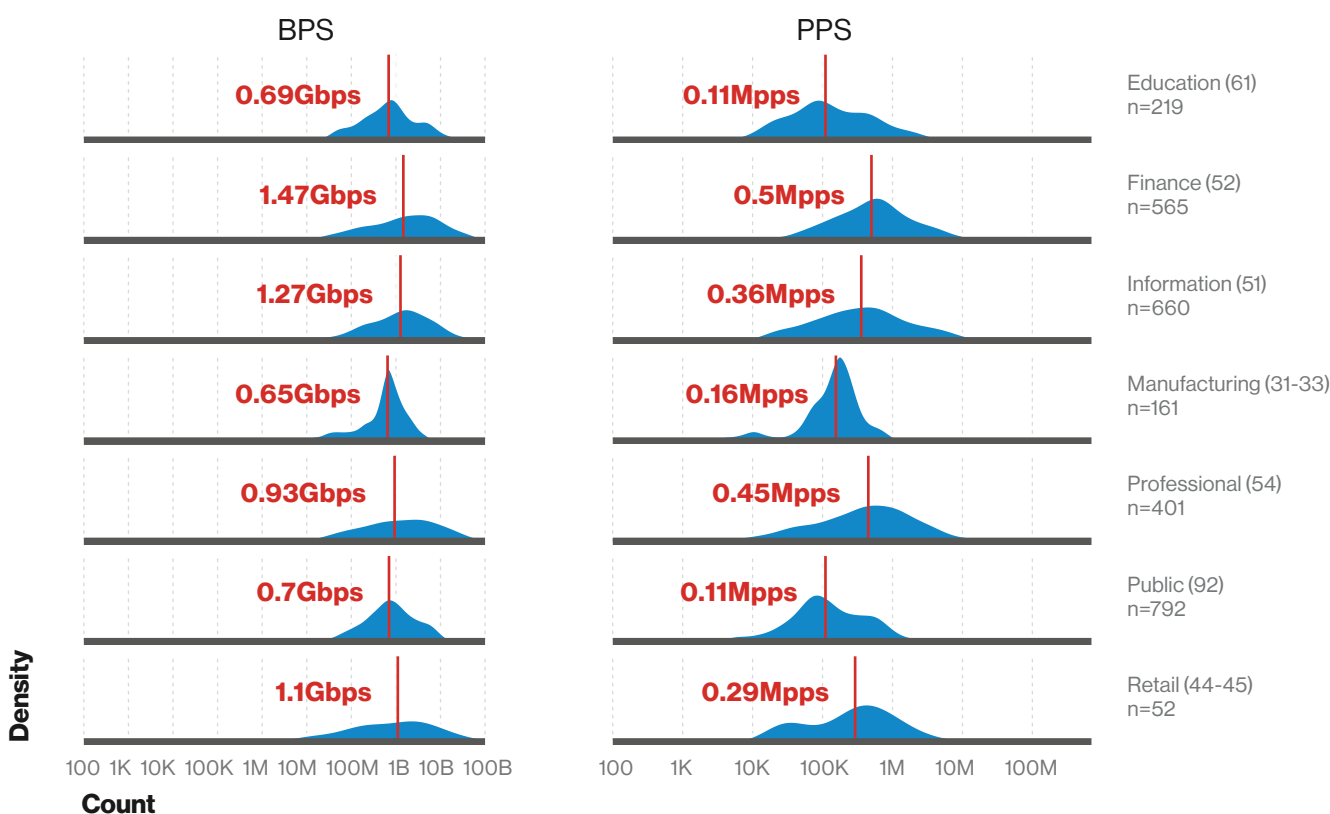 BPS PPS
0.69Gbps 0.11Mpps Education (61)
n=219
1.47Gbps 0.5Mpps Finance (52)
n=565
1.27Gbps 0.36Mpps Information (51)
n=660
0.65Gbps 0.16Mpps Manufacturing (31-33)
n=161
0.93Gbps 0.45Mpps Professional (54)
n=401
0.7Gbps 0.11Mpps Public (92)
n=792
1.1Gbps 0.29Mpps Retail (44-45)
n=52
Density
100 1K 10K 100K 1M 10M 100M 1B 10B 100B 100 1K 10K 100K 1M 10M 100M
Count